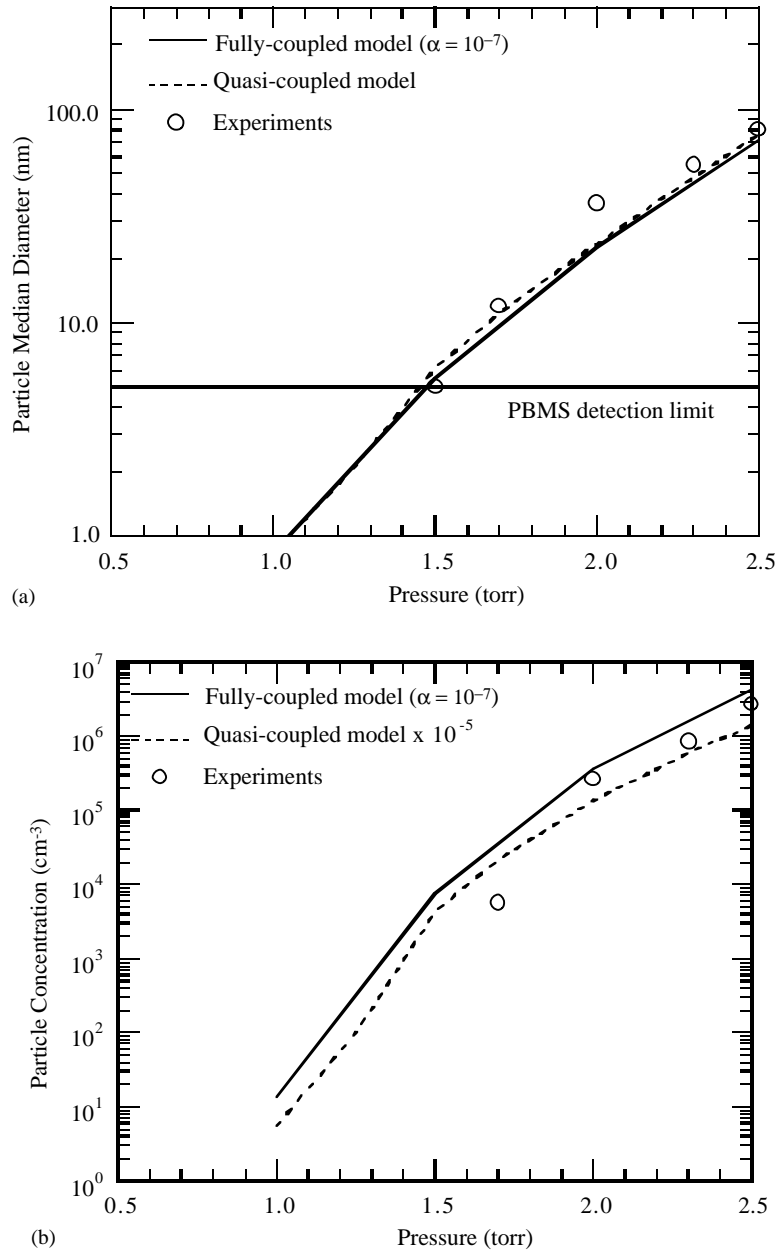 Fully-coupled model (α = 10⁻⁷)
Quasi-coupled model
Experiments
100.0
10.0
1.0
Particle Median Diameter (nm)
PBMS detection limit
0.5 1.0 1.5 2.0 2.5
Pressure (torr)
(a)
Fully-coupled model (α = 10⁻⁷)
Quasi-coupled model x 10⁻⁵
Experiments
10⁷
10⁶
10⁵
10⁴
10³
10²
10¹
10⁰
Particle Concentration (cm⁻³)
0.5 1.0 1.5 2.0 2.5
Pressure (torr)
(b)